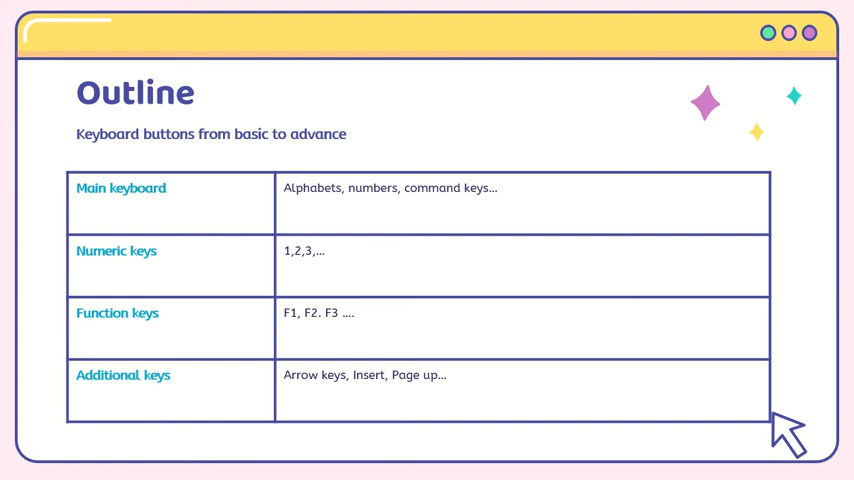 Outline
Keyboard buttons from basic to advance
Main keyboard
Alphabets, numbers, command keys...
Numeric keys
1,2,3,...
Function keys
F1, F2. F3 ....
Additional keys
Arrow keys, Insert, Page up...